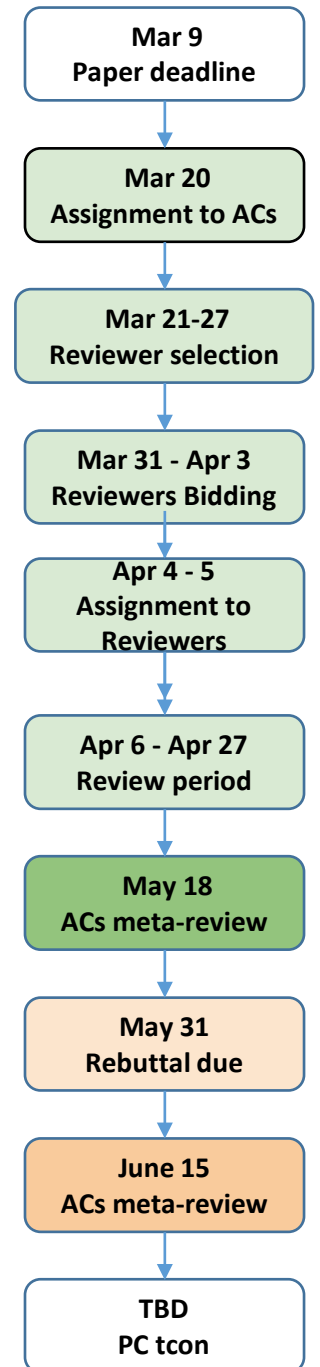 Mar 9
Paper deadline
Mar 20
Assignment to ACs
Mar 21-27
Reviewer selection
Mar 31 - Apr 3
Reviewers Bidding
Apr 4 - 5
Assignment to
Reviewers
Apr 6 - Apr 27
Review period
May 18
ACs meta-review
May 31
Rebuttal due
June 15
ACs meta-review
TBD
PC tcon